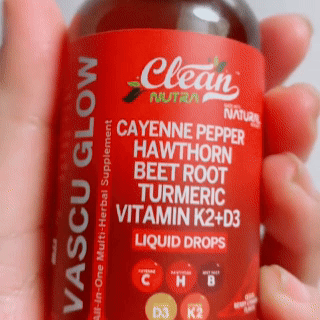 Clean
NUTRA
NATURAL
CAYENNE PEPPER
HAWTHORN
BEET ROOT
TURMERIC
VITAMIN K2+D3
LIQUID DROPS
C H B
D3 K2
VASCU GLOW
All-In-One Multi-Herbal Supplement